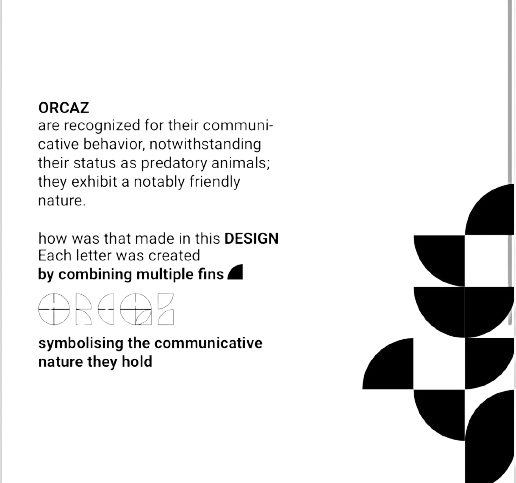 ORCAZ
are recognized for their communi-
cative behavior, notwithstanding
their status as predatory animals;
they exhibit a notably friendly
nature.
how was that made in this DESIGN
Each letter was created
by combining multiple fins
ORCAZ
symbolising the communicative
nature they hold